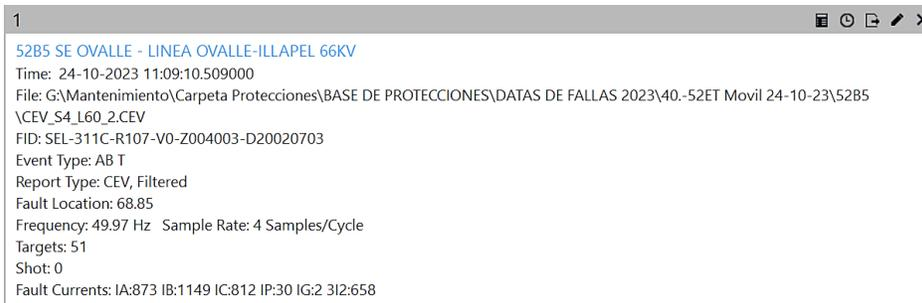 1
52B5 SE OVALLE - LINEA OVALLE-ILLAPEL 66KV
Time:  24-10-2023 11:09:10.509000
File: G:\Mantenimiento\Carpeta Protecciones\BASE DE PROTECCIONES\DATAS DE FALLAS 2023\40.-52ET Movil 24-10-23\52B5
\CEV_S4_L60_2.CEV
FID: SEL-311C-R107-V0-Z004003-D20020703
Event Type: AB T
Report Type: CEV, Filtered
Fault Location: 68.85
Frequency: 49.97 Hz   Sample Rate: 4 Samples/Cycle
Targets: 51
Shot: 0
Fault Currents: IA:873 IB:1149 IC:812 IP:30 IG:2 3I2:658